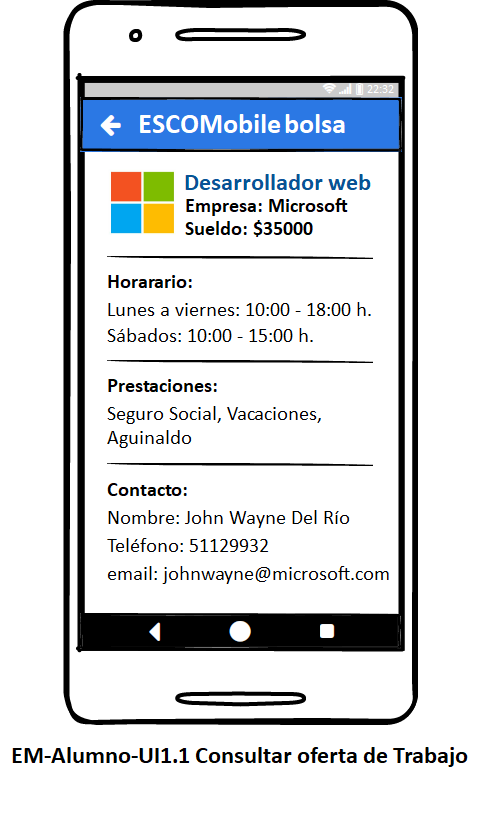 22:32
ESCOMobile bolsa
Desarrollador web
Empresa: Microsoft
Sueldo: $35000
Horarario:
Lunes a viernes: 10:00 - 18:00 h.
Sábados: 10:00 - 15:00 h.
Prestaciones:
Seguro Social, Vacaciones,
Aguinaldo
Contacto:
Nombre: John Wayne Del Río
Teléfono: 51129932
email: johnwayne@microsoft.com
EM-Alumno-UI1.1 Consultar oferta de Trabajo